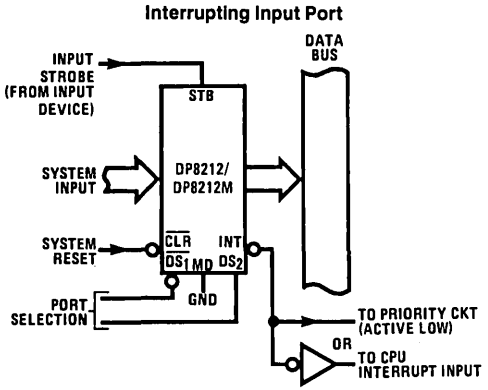 Interrupting Input Port
DATA
BUS
INPUT
STROBE
(FROM INPUT
DEVICE)
STB
DP8212/
DP8212M
SYSTEM
INPUT
SYSTEM
RESET
CLR
INT
DS1 MD DS2
GND
PORT
SELECTION
TO PRIORITY CKT
(ACTIVE LOW)
OR
TO CPU
INTERRUPT INPUT